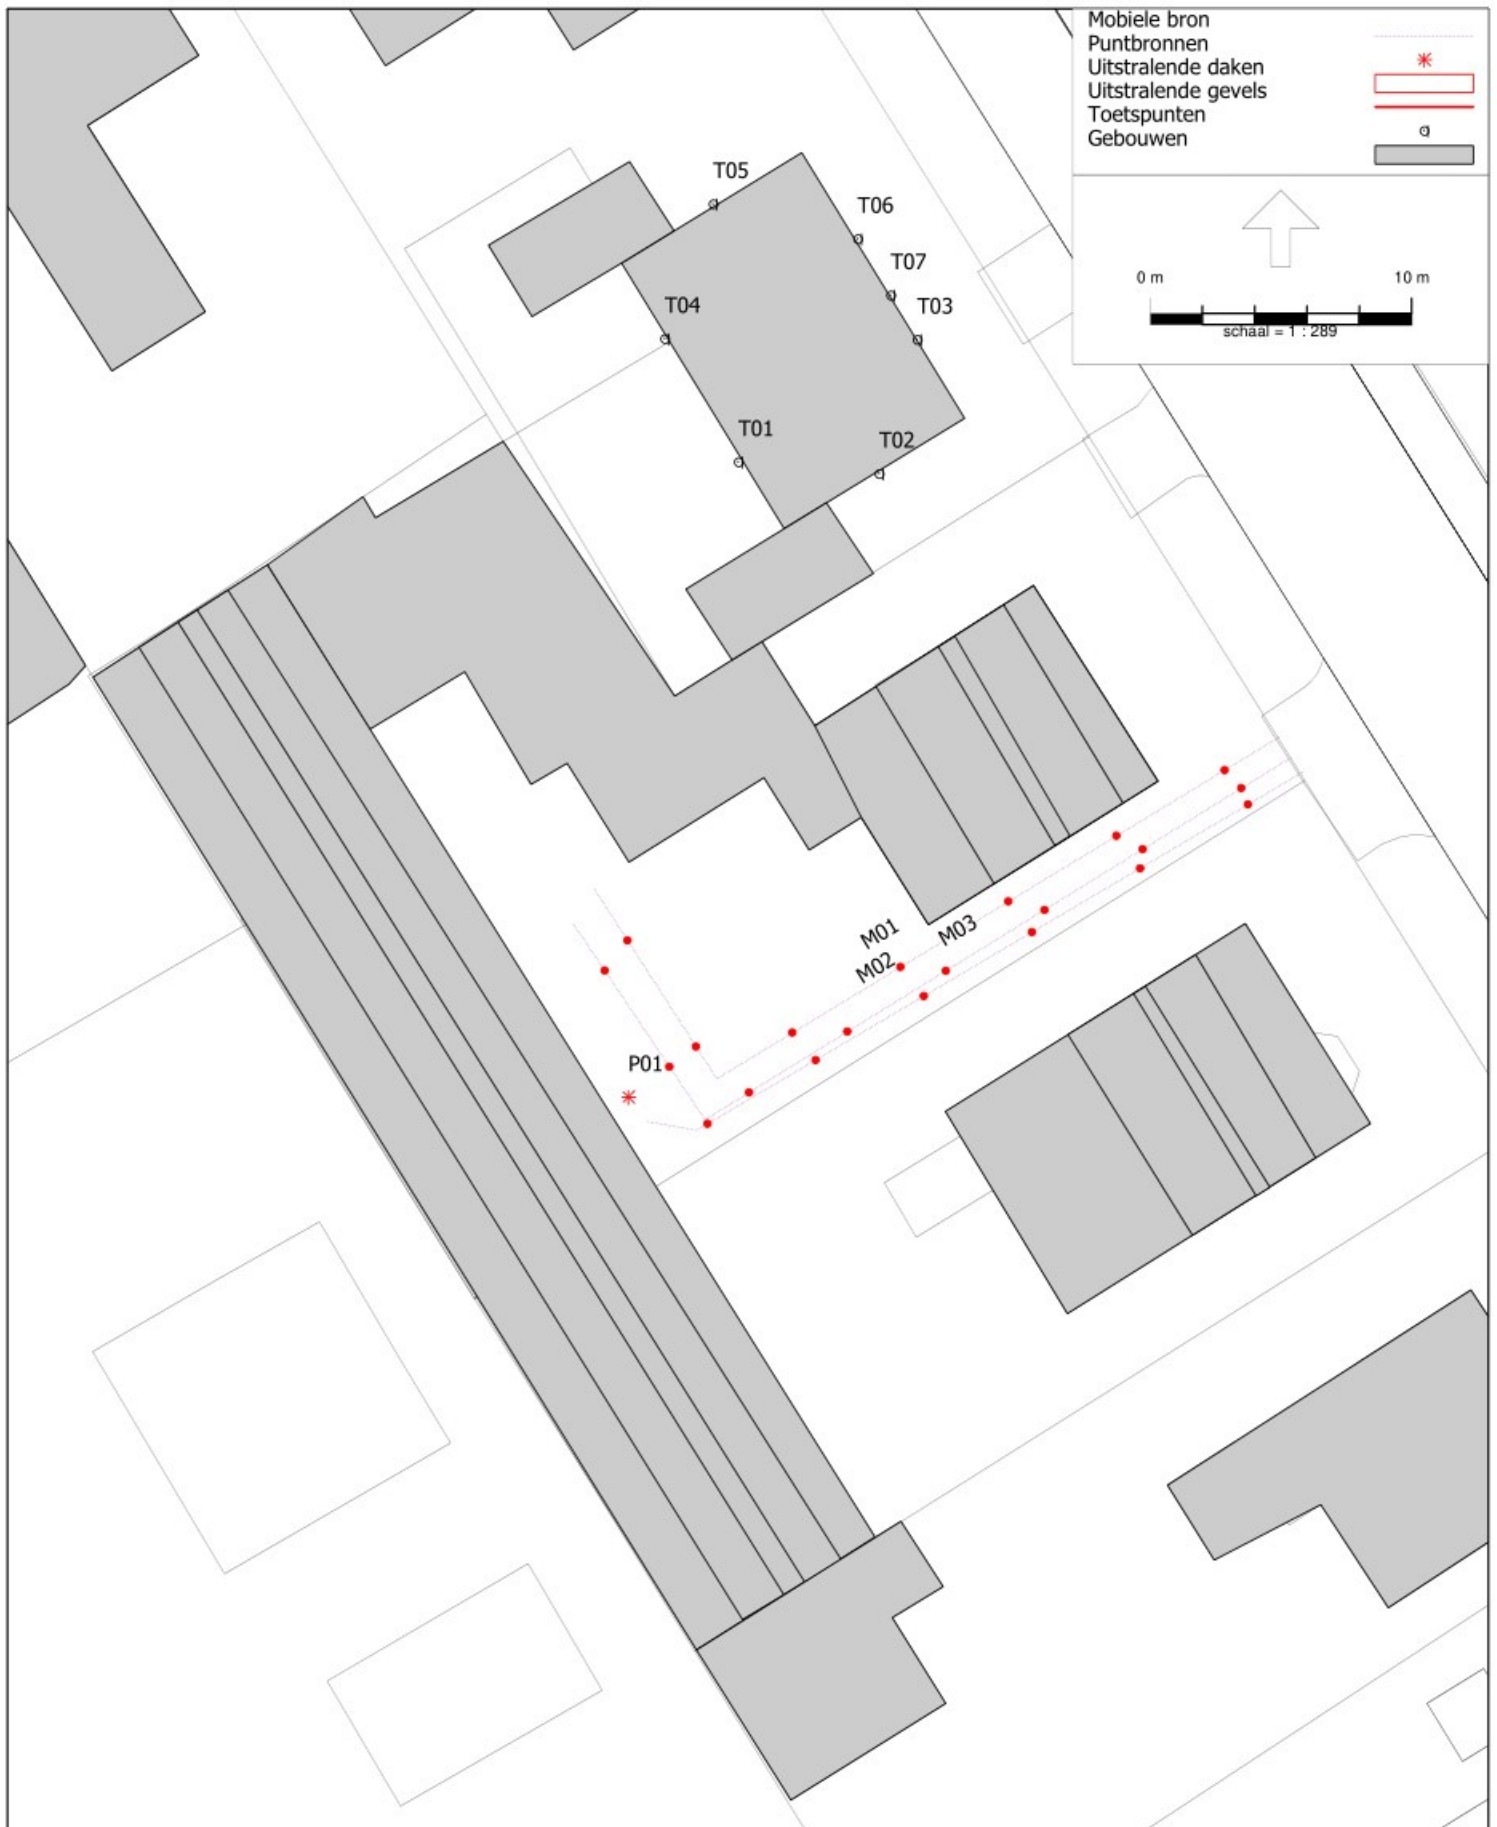 Mobiele bron
Puntbronnen
Uitstralende daken
Uitstralende gevels
Toetspunten
Gebouwen
0 m 10 m
schaal = 1 : 289
T05
T06
T07
T04
T03
T01
T02
M01
M03
M02
P01